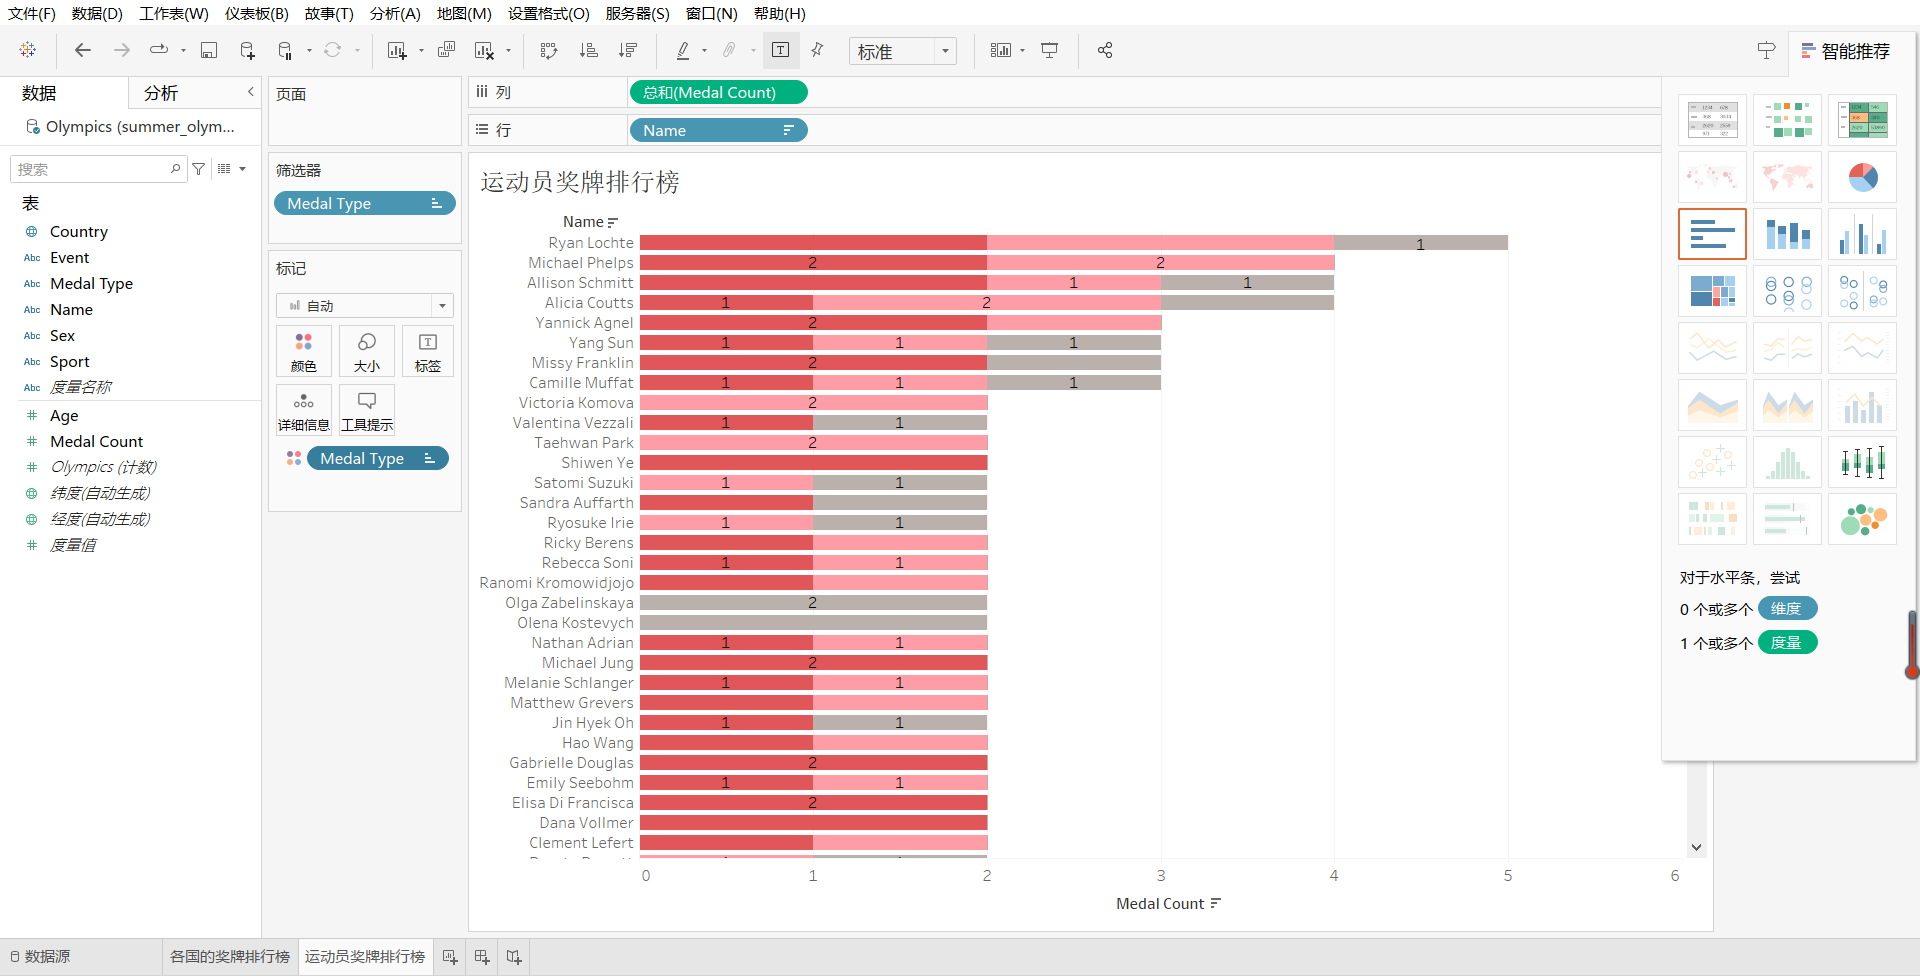 文件(F) 数据(D) 工作表(W) 仪表板(B) 故事(T) 分析(A) 地图(M) 设置格式(O) 服务器(S) 窗口(N) 帮助(H)
标准
智能推荐
数据 分析
Olympics (summer_olym...
搜索
表
Country
Event
Medal Type
Name
Sex
Sport
度量名称
Age
Medal Count
Olympics (计数)
纬度(自动生成)
经度(自动生成)
度量值
页面
筛选器
Medal Type
标记
自动
颜色 大小 标签
详细信息 工具提示
Medal Type
列 总和(Medal Count)
行 Name
运动员奖牌排行榜
Name
Ryan Lochte 1
Michael Phelps 2 2
Allison Schmitt 1 1
Alicia Coutts 1 2
Yannick Agnel 2
Yang Sun 1 1 1
Missy Franklin 2
Camille Muffat 1 1 1
Victoria Komova 2
Valentina Vezzali 1 1
Taehwan Park 2
Shiwen Ye
Satomi Suzuki 1 1
Sandra Auffarth
Ryosuke Irie 1 1
Ricky Berens
Rebecca Soni 1 1
Ranomi Kromowidjojo
Olga Zabelinskaya 2
Olena Kostevych
Nathan Adrian 1 1
Michael Jung 2
Melanie Schlanger 1 1
Matthew Grevers
Jin Hyek Oh 1 1
Hao Wang
Gabrielle Douglas 2
Emily Seebohm 1 1
Elisa Di Francisca 2
Dana Vollmer
Clement Lefert
0 1 2 3 4 5 6
Medal Count
对于水平条，尝试
0 个或多个 维度
1 个或多个 度量
数据源 各国的奖牌排行榜 运动员奖牌排行榜